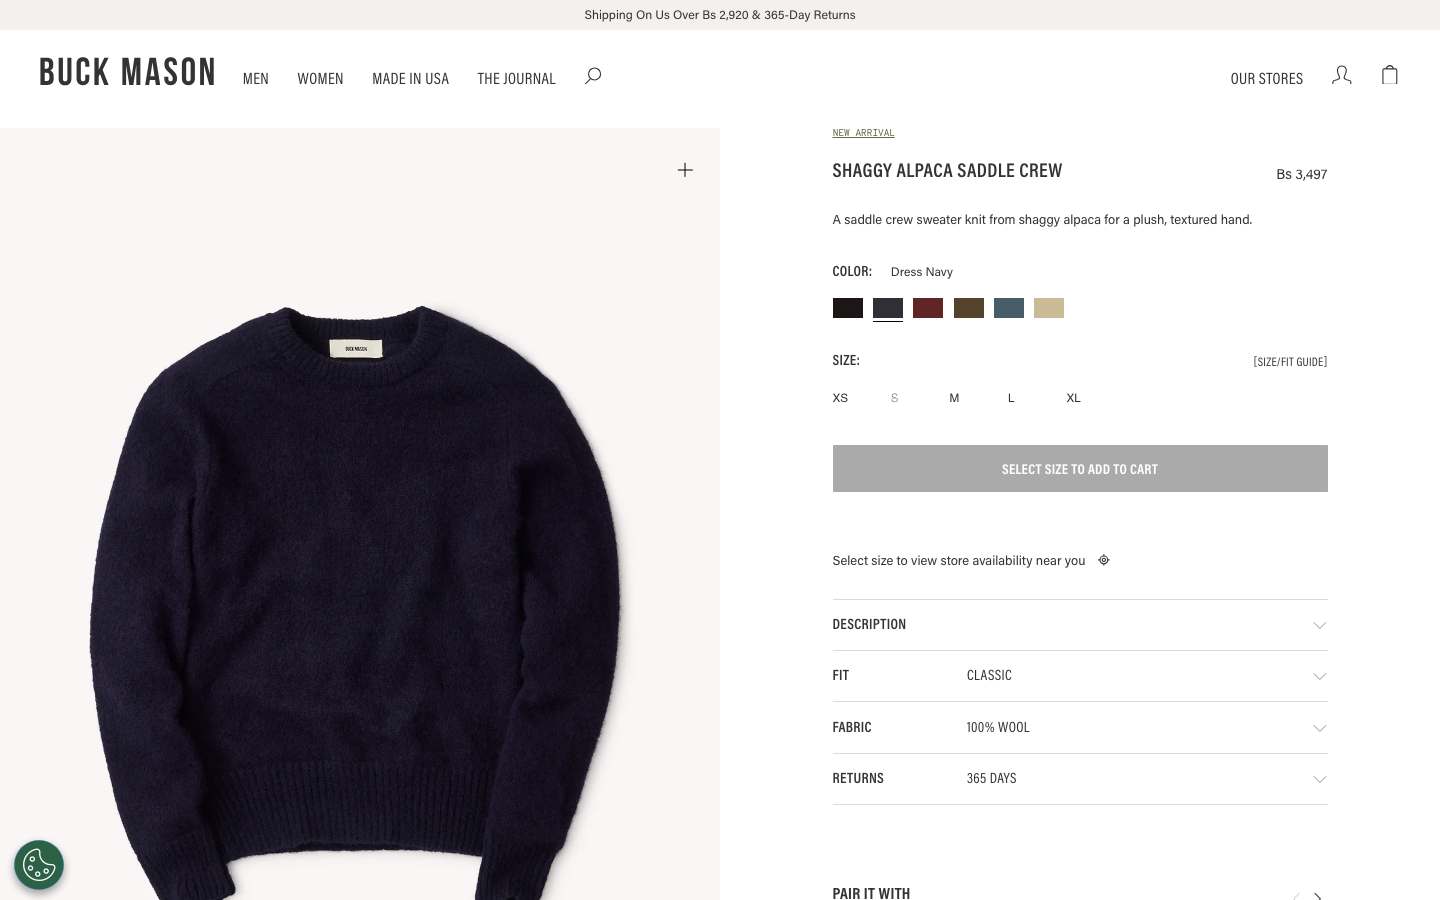 Shipping On Us Over Bs 2,920 & 365-Day Returns
BUCK MASON
MEN
WOMEN
MADE IN USA
THE JOURNAL
OUR STORES
NEW ARRIVAL
SHAGGY ALPACA SADDLE CREW
Bs 3,497
A saddle crew sweater knit from shaggy alpaca for a plush, textured hand.
COLOR: Dress Navy
SIZE:
[SIZE/FIT GUIDE]
XS S M L XL
SELECT SIZE TO ADD TO CART
Select size to view store availability near you
DESCRIPTION
FIT CLASSIC
FABRIC 100% WOOL
RETURNS 365 DAYS
PAIR IT WITH
BUCK MASON